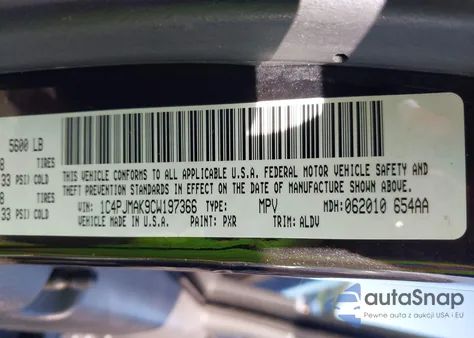 5600 LB
8 TIRES
33 PSI COLD
8 TIRES
33 PSI COLD
THIS VEHICLE CONFORMS TO ALL APPLICABLE U.S.A. FEDERAL MOTOR VEHICLE SAFETY
AND THEFT PREVENTION STANDARDS IN EFFECT ON THE DATE OF MANUFACTURE SHOWN ABOVE.
VIN: 1C4PJMAK9CW197366 TYPE: MPV MDH: 062010 654AA
VEHICLE MADE IN U.S.A. PAINT: PXR TRIM: ALDV
autoSnap
Pewne auta z aukcji USA i EU